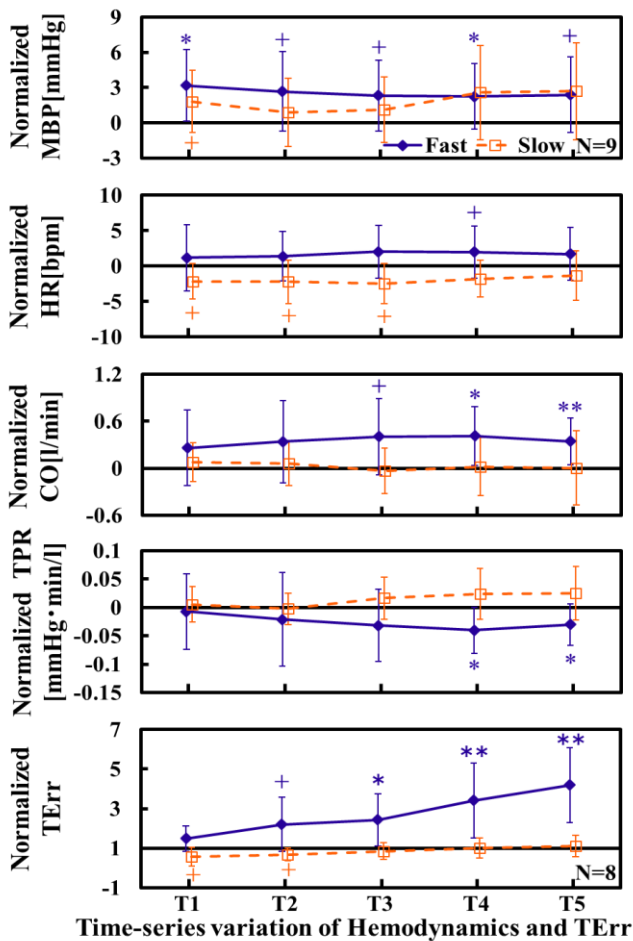 Normalized
MBP[mmHg]
9
6
3
0
-3
* + + * +
+
Fast Slow N=9
Normalized
HR[bpm]
10
5
0
-5
-10
+
+ + +
Normalized
CO[l/min]
1.2
0.6
0
-0.6
+ * **
Normalized TPR
[mmHg·min/l]
0.1
0.05
0
-0.05
-0.1
-0.15
* *
Normalized
TErr
7
5
3
1
-1
+ * ** **
+ +
N=8
T1 T2 T3 T4 T5
Time-series variation of Hemodynamics and TErr